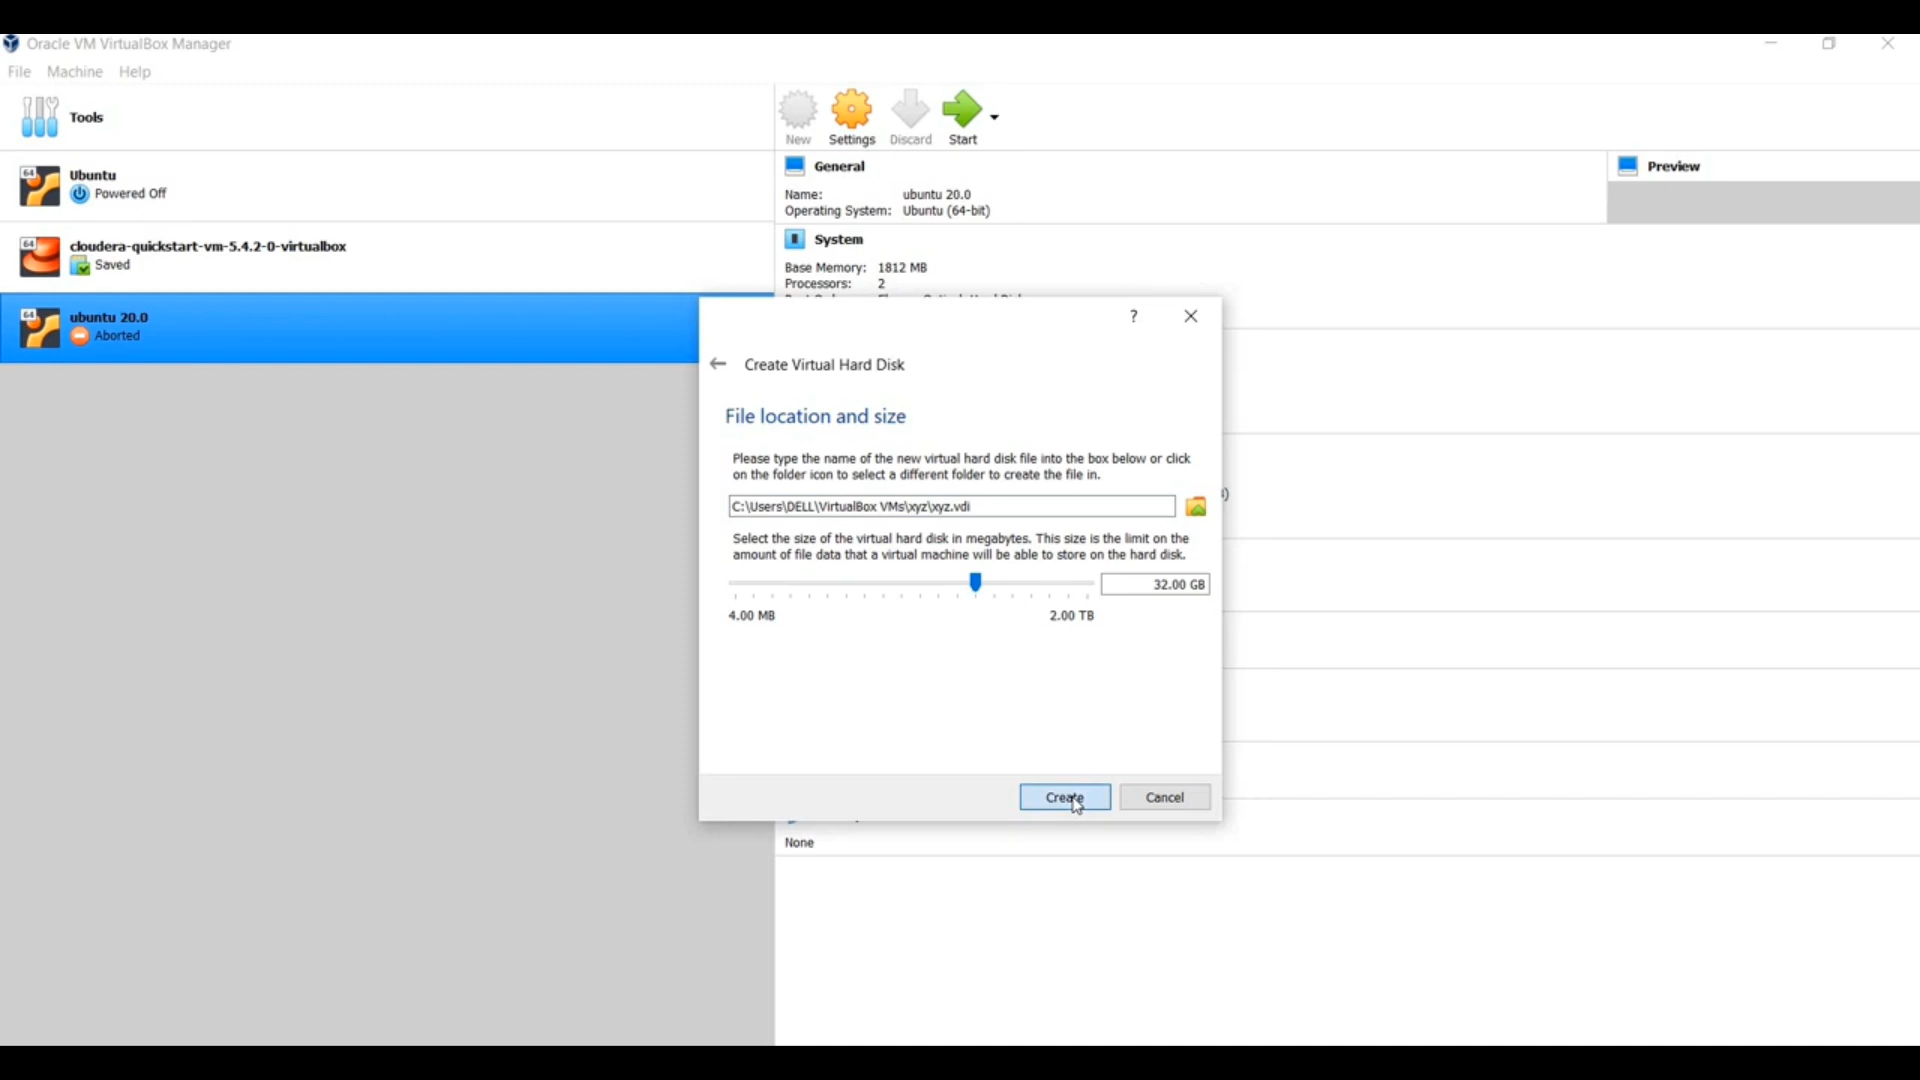 Oracle VM VirtualBox Manager
File Machine Help
Tools
New Settings Discard Start
64 Ubuntu
Powered Off
64 cloudera-quickstart-vm-5.4.2-0-virtualbox
Saved
64 ubuntu 20.0
Aborted
General
Name: ubuntu 20.0
Operating System: Ubuntu (64-bit)
Preview
System
Base Memory: 1812 MB
Processors: 2
?
Create Virtual Hard Disk
File location and size
Please type the name of the new virtual hard disk file into the box below or click
on the folder icon to select a different folder to create the file in.
C:\Users\DELL\VirtualBox VMs\xyz\xyz.vdi
Select the size of the virtual hard disk in megabytes. This size is the limit on the
amount of file data that a virtual machine will be able to store on the hard disk.
32.00 GB
4.00 MB 2.00 TB
Create Cancel
None